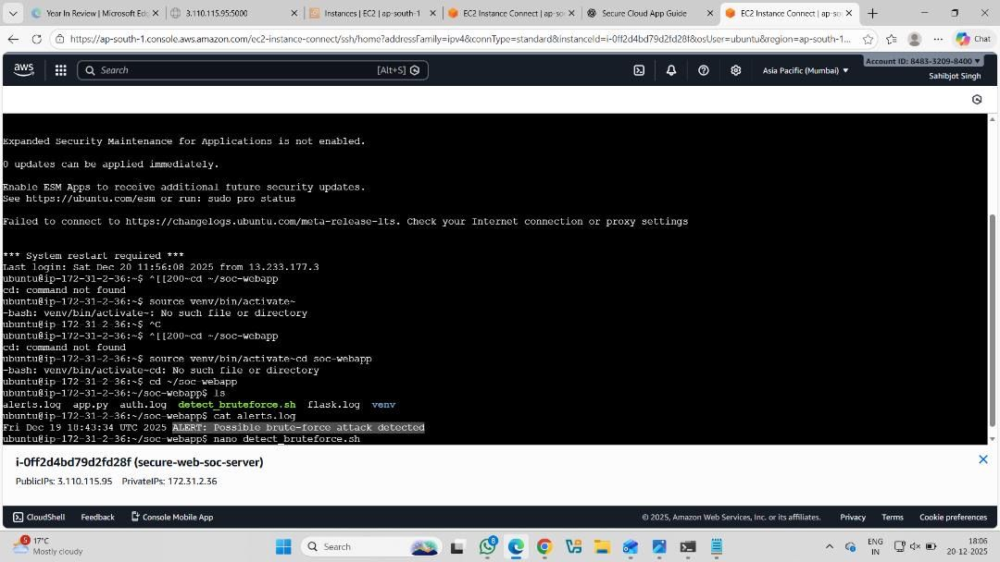 Year In Review | Microsoft Ed
3.110.115.95:5000
Instances | EC2 | ap-south-1
EC2 Instance Connect | ap-so
Secure Cloud App Guide
EC2 Instance Connect | ap-so
https://ap-south-1.console.aws.amazon.com/ec2-instance-connect/ssh/home?addressFamily=ipv4&connType=standard&instanceId=i-0ff2d4bd79d2fd28f&osUser=ubuntu&region=ap-south-1...
Chat
aws
Search
[Alt+S]
Asia Pacific (Mumbai)
Account ID: 8483-3209-8400
Sahibjot Singh
Expanded Security Maintenance for Applications is not enabled.
0 updates can be applied immediately.
Enable ESM Apps to receive additional future security updates.
See https://ubuntu.com/esm or run: sudo pro status
Failed to connect to https://changelogs.ubuntu.com/meta-release-lts. Check your Internet connection or proxy settings
*** System restart required ***
Last login: Sat Dec 20 11:56:08 2025 from 13.233.177.3
ubuntu@ip-172-31-2-36:~$ ^[[200~cd ~/soc-webapp
cd: command not found
ubuntu@ip-172-31-2-36:~$ source venv/bin/activate~
-bash: venv/bin/activate~: No such file or directory
ubuntu@ip-172-31-2-36:~$ ^C
ubuntu@ip-172-31-2-36:~$ ^[[200~cd ~/soc-webapp
cd: command not found
ubuntu@ip-172-31-2-36:~$ source venv/bin/activate~cd soc-webapp
-bash: venv/bin/activate~cd: No such file or directory
ubuntu@ip-172-31-2-36:~$ cd ~/soc-webapp
ubuntu@ip-172-31-2-36:~/soc-webapp$ ls
alerts.log app.py auth.log detect_bruteforce.sh flask.log venv
ubuntu@ip-172-31-2-36:~/soc-webapp$ cat alerts.log
Fri Dec 19 18:43:34 UTC 2025 ALERT: Possible brute-force attack detected
ubuntu@ip-172-31-2-36:~/soc-webapp$ nano detect_bruteforce.sh
i-0ff2d4bd79d2fd28f (secure-web-soc-server)
PublicIPs: 3.110.115.95 PrivateIPs: 172.31.2.36
CloudShell
Feedback
Console Mobile App
© 2025, Amazon Web Services, Inc. or its affiliates.
Privacy
Terms
Cookie preferences
5
17°C
Mostly cloudy
Search
8
ENG
IN
18:06
20-12-2025